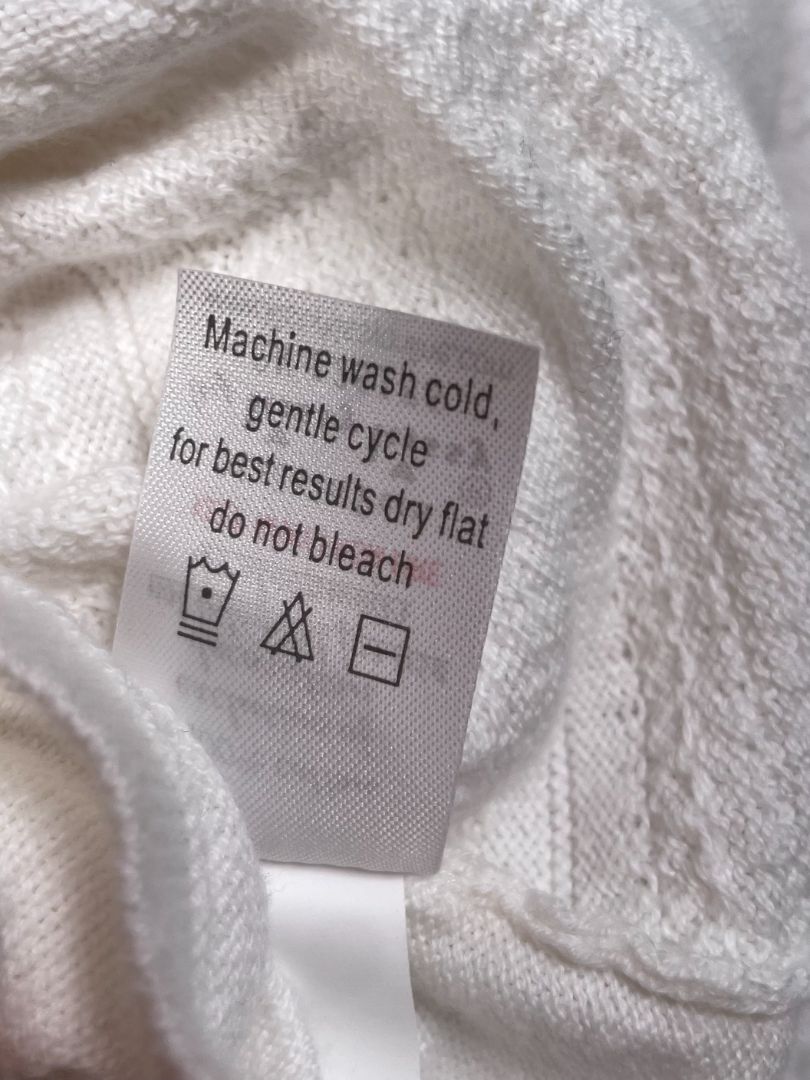 Machine wash cold,
gentle cycle
for best results dry flat
do not bleach